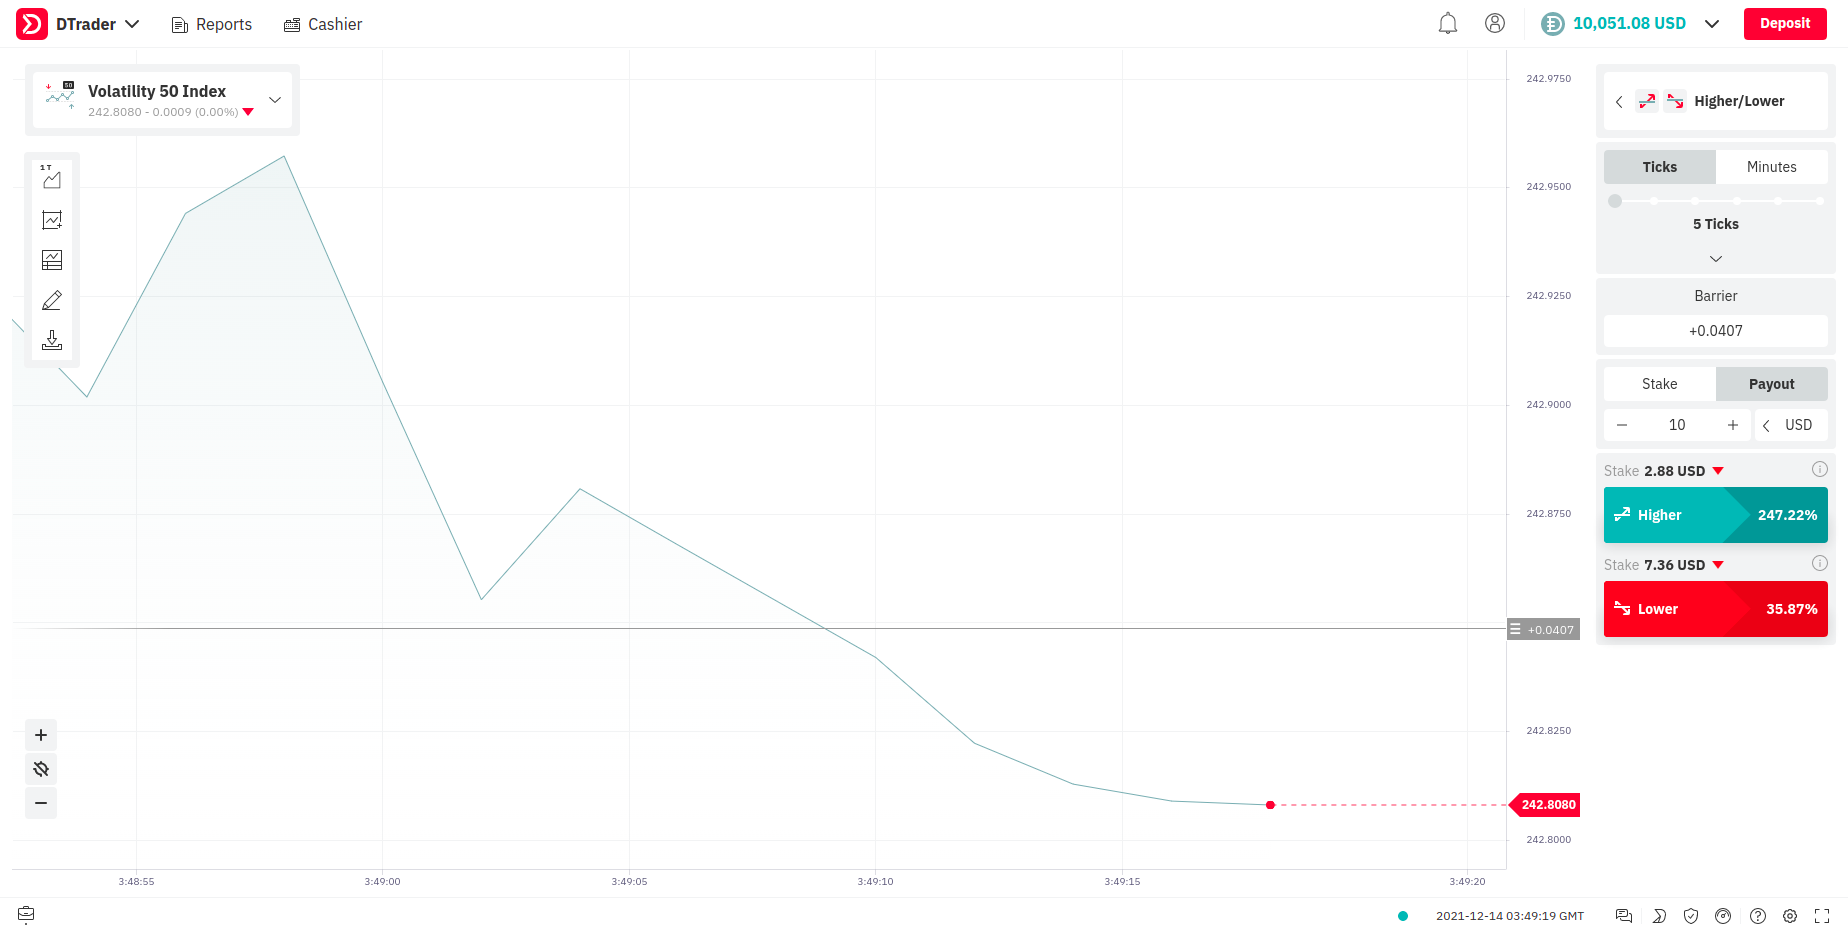 DTrader
Reports
Cashier
10,051.08 USD
Deposit
50
Volatility 50 Index
242.8080 - 0.0009 (0.00%)
1 T
242.9750
242.9500
242.9250
242.9000
242.8750
+0.0407
242.8250
242.8080
242.8000
3:48:55
3:49:00
3:49:05
3:49:10
3:49:15
3:49:20
Higher/Lower
Ticks
Minutes
5 Ticks
Barrier
+0.0407
Stake
Payout
10
USD
Stake 2.88 USD
Higher
247.22%
Stake 7.36 USD
Lower
35.87%
2021-12-14 03:49:19 GMT